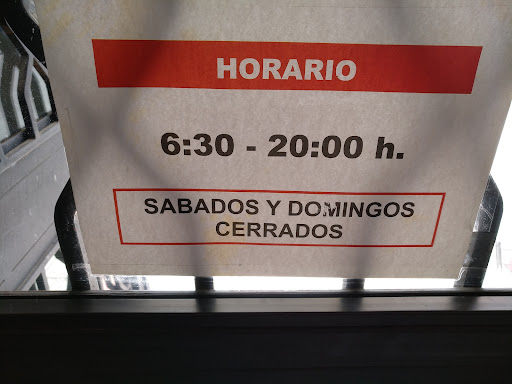 HORARIO
6:30 - 20:00 h.
SABADOS Y DOMINGOS
CERRADOS